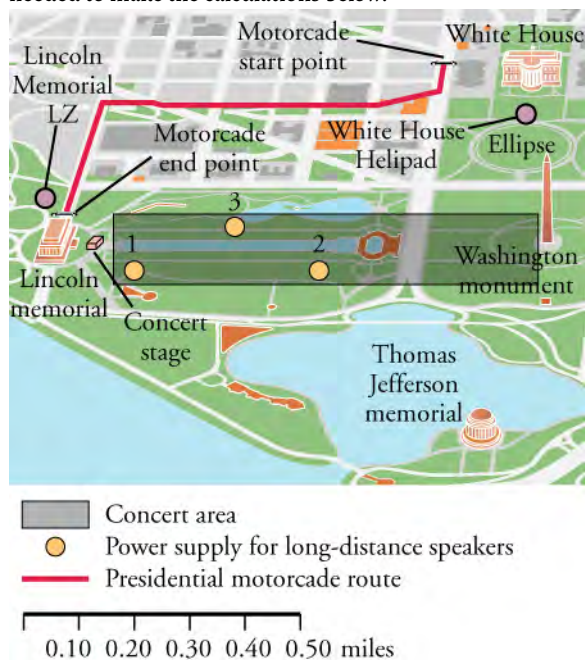 needed to make the calculations below.
Motorcade
start point
White House
Lincoln
Memorial
LZ
Motorcade
end point
White House
Helipad
Ellipse
3
1
2
Lincoln
memorial
Concert
stage
Washington
monument
Thomas
Jefferson
memorial
Concert area
Power supply for long-distance speakers
Presidential motorcade route
0.10 0.20 0.30 0.40 0.50 miles